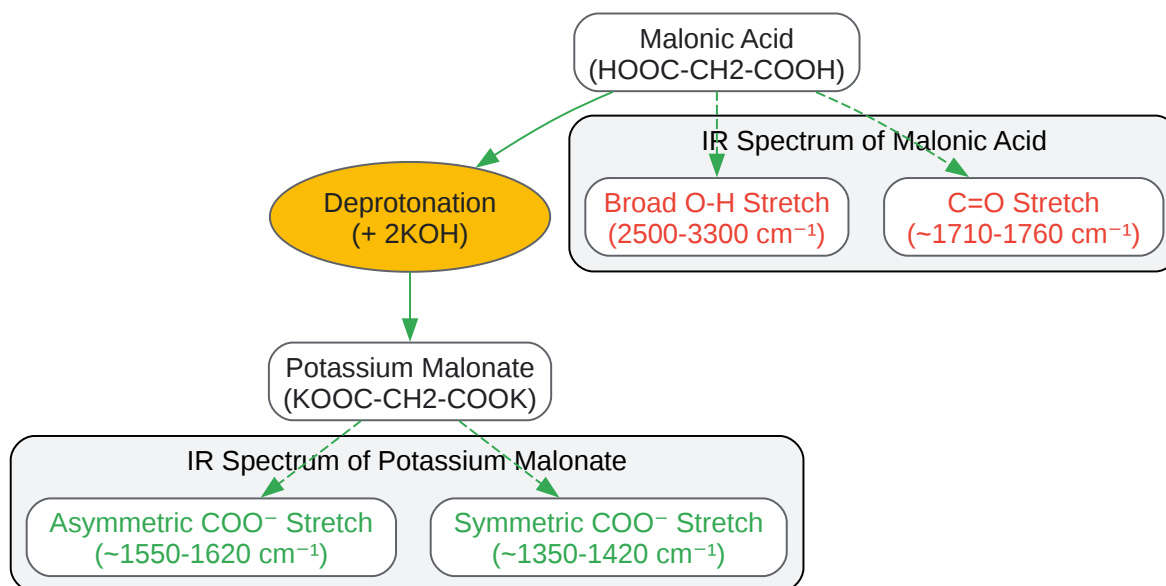 Malonic Acid
(HOOC-CH2-COOH)
IR Spectrum of Malonic Acid
Deprotonation
(+ 2KOH)
Broad O-H Stretch
(2500-3300 cm⁻¹)
C=O Stretch
(~1710-1760 cm⁻¹)
Potassium Malonate
(KOOC-CH2-COOK)
IR Spectrum of Potassium Malonate
Asymmetric COO⁻ Stretch
(~1550-1620 cm⁻¹)
Symmetric COO⁻ Stretch
(~1350-1420 cm⁻¹)